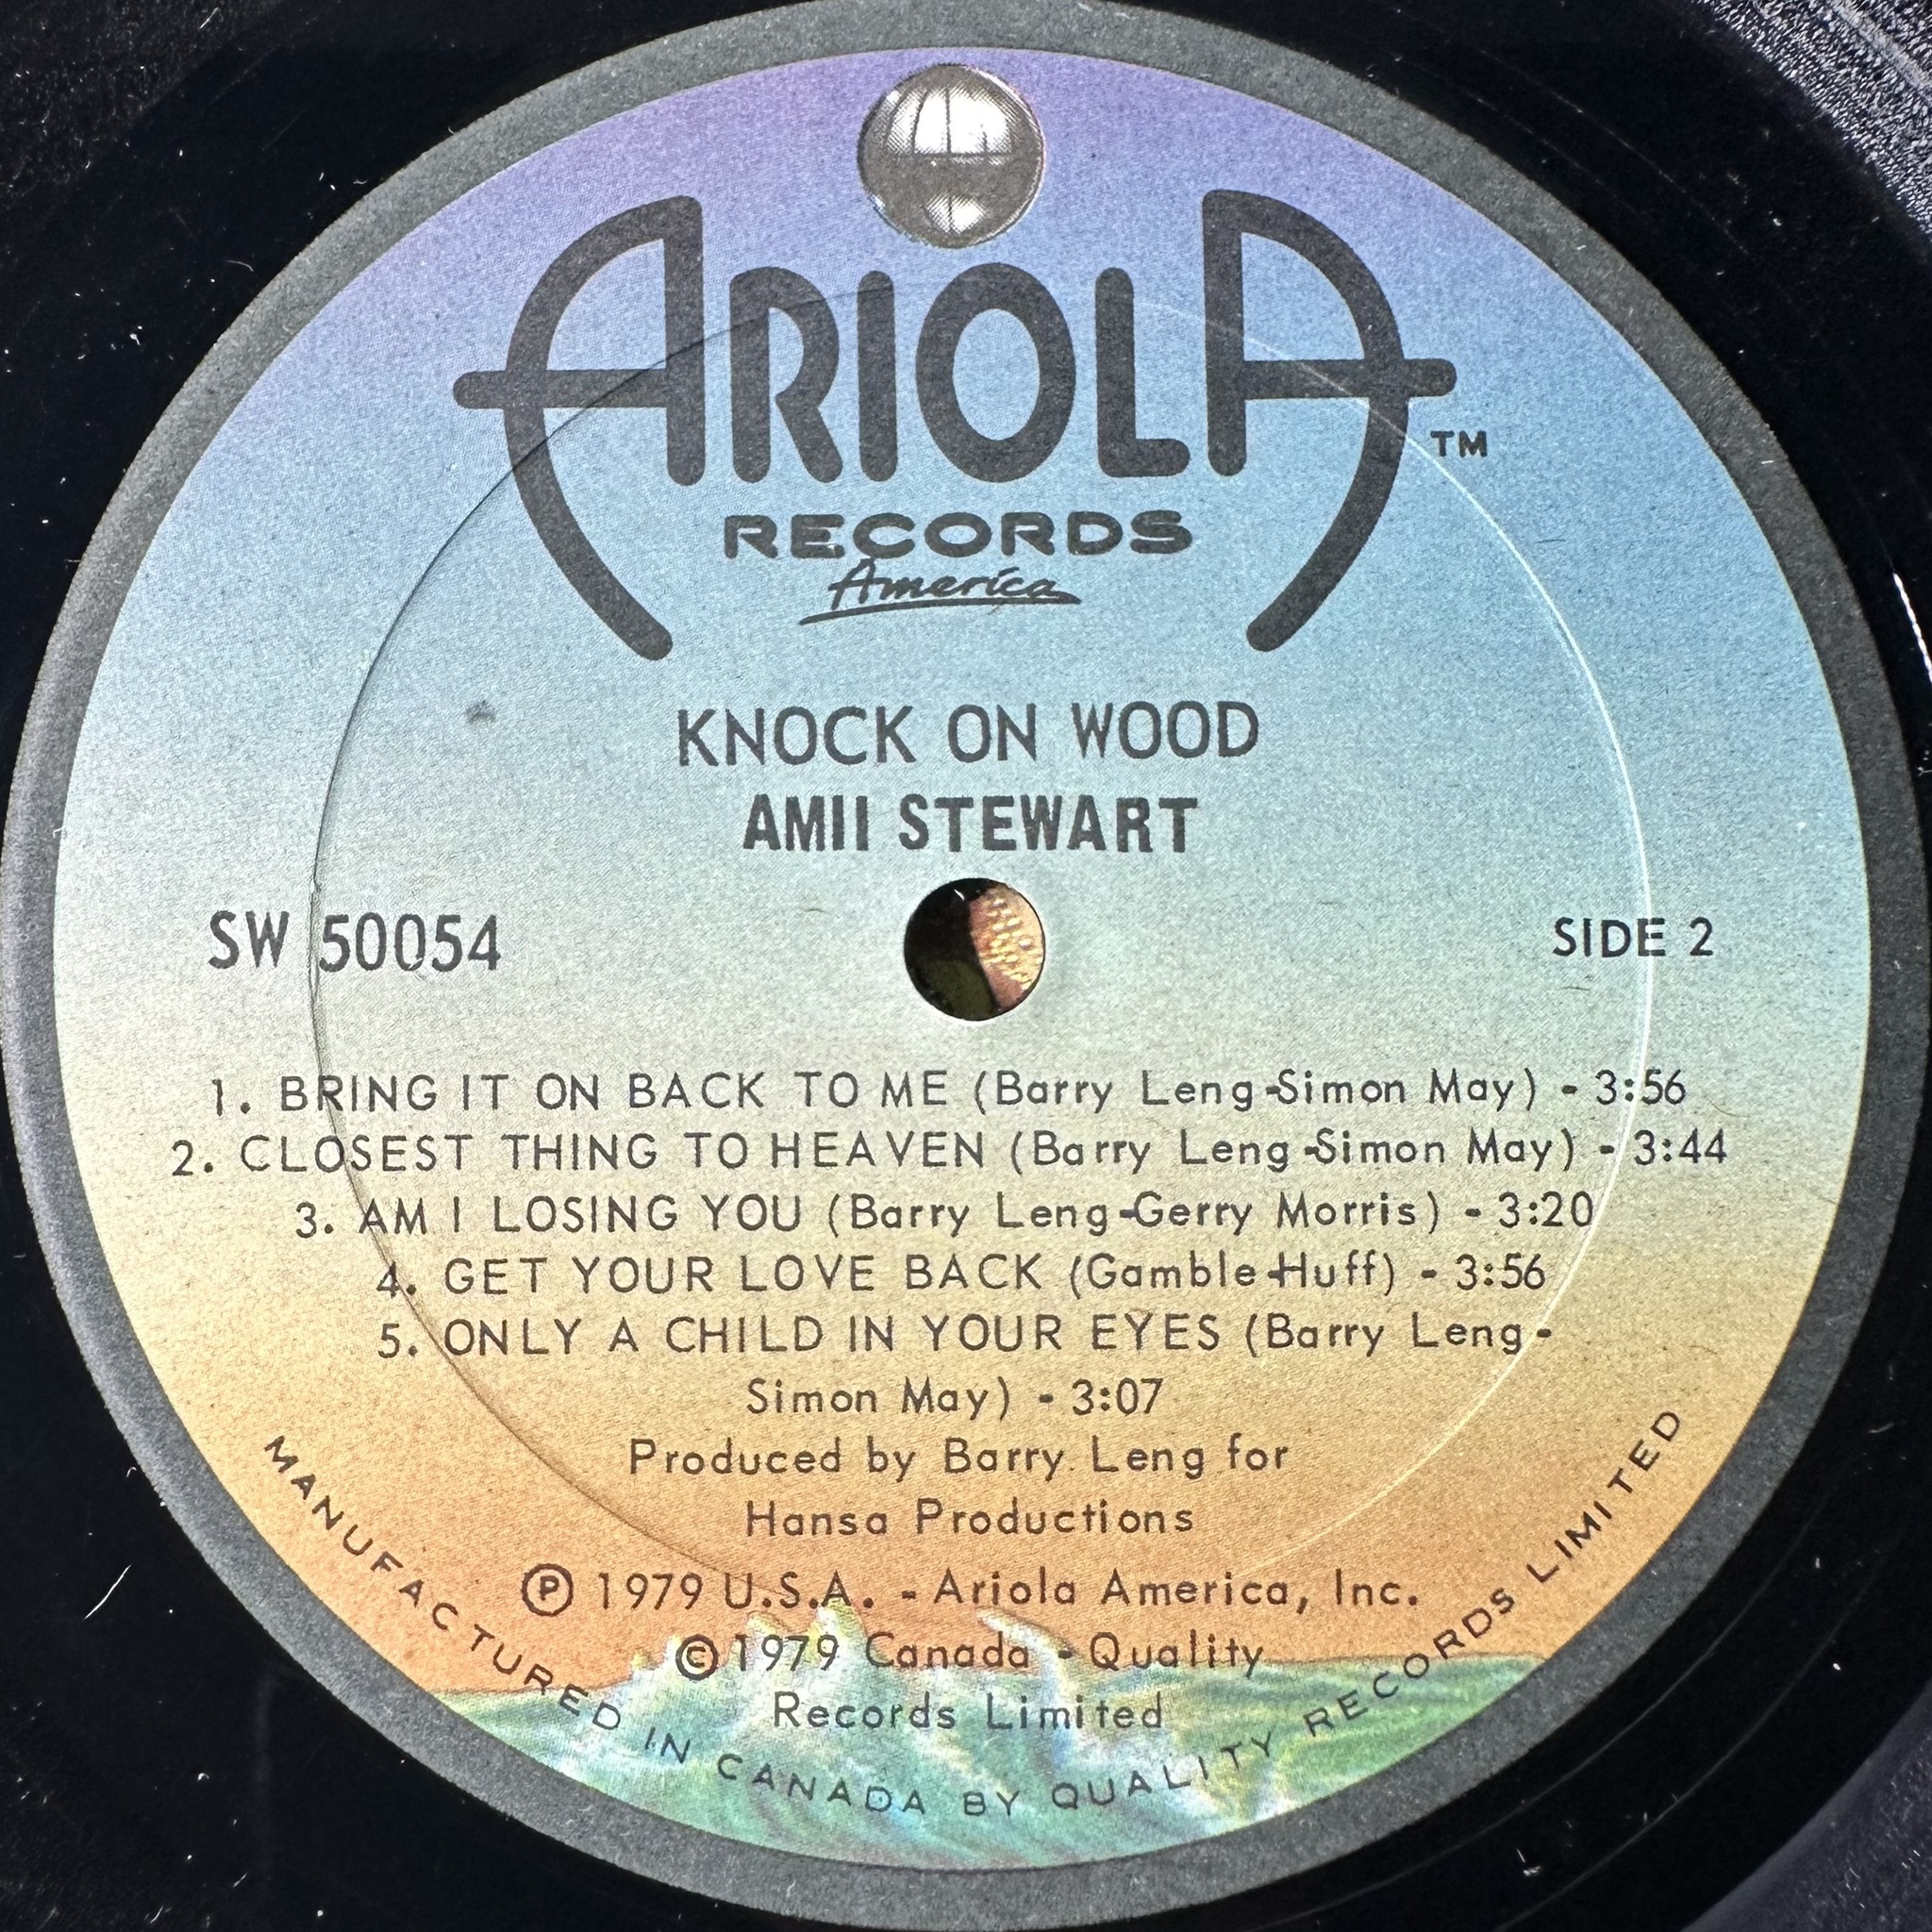 ARIOLA
TM
RECORDS
America
KNOCK ON WOOD
AMII STEWART
SW 50054
SIDE 2
1. BRING IT ON BACK TO ME (Barry Leng-Simon May) - 3:56
2. CLOSEST THING TO HEAVEN (Barry Leng-Simon May) - 3:44
3. AM I LOSING YOU (Barry Leng-Gerry Morris) - 3:20
4. GET YOUR LOVE BACK (Gamble-Huff) - 3:56
5. ONLY A CHILD IN YOUR EYES (Barry Leng-
Simon May) - 3:07
Produced by Barry Leng for
Hansa Productions
Ⓟ 1979 U.S.A. - Ariola America, Inc.
© 1979 Canada - Quality
Records Limited
MANUFACTURED IN CANADA BY QUALITY RECORDS LIMITED